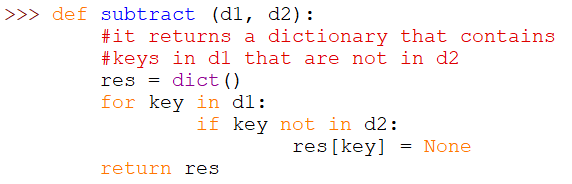 >>> def subtract (d1, d2):
#it returns a dictionary that contains
#keys in d1 that are not in d2
res = dict()
for key in d1:
if key not in d2:
res[key] = None
return res